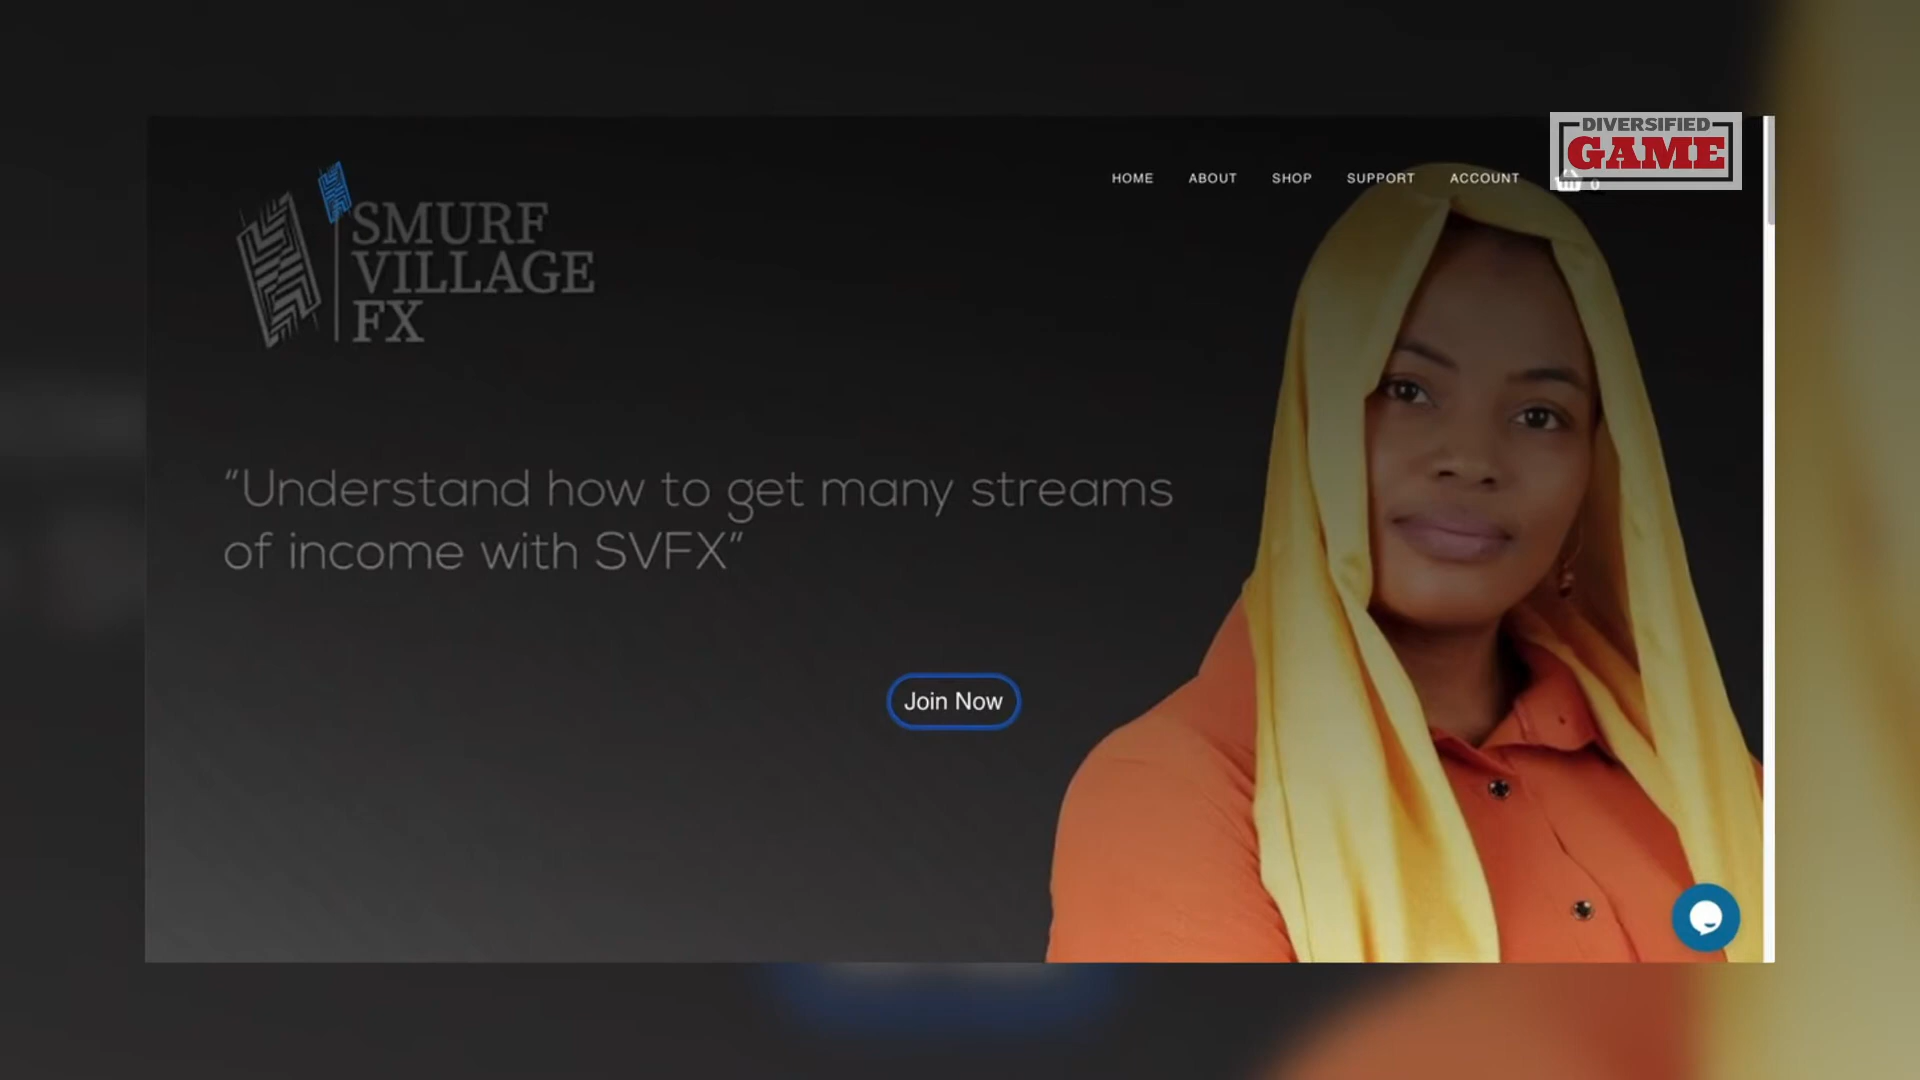 DIVERSIFIED
GAME
HOME ABOUT SHOP SUPPORT ACCOUNT 0
SMURF
VILLAGE
FX
“Understand how to get many streams
of income with SVFX”
Join Now